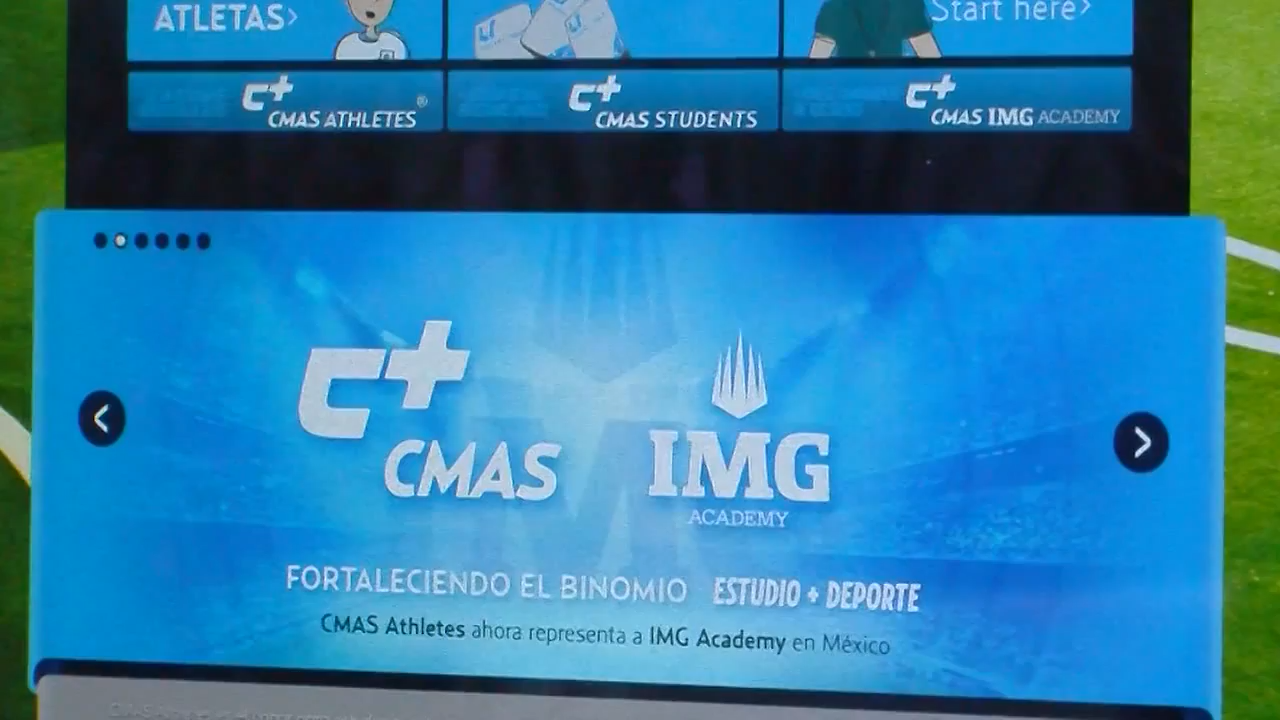 ATLETAS>
Start here>
C+
CMAS ATHLETES®
C+
CMAS STUDENTS
C+
CMAS IMG ACADEMY
C+
CMAS
IMG
ACADEMY
FORTALECIENDO EL BINOMIO ESTUDIO + DEPORTE
CMAS Athletes ahora representa a IMG Academy en México